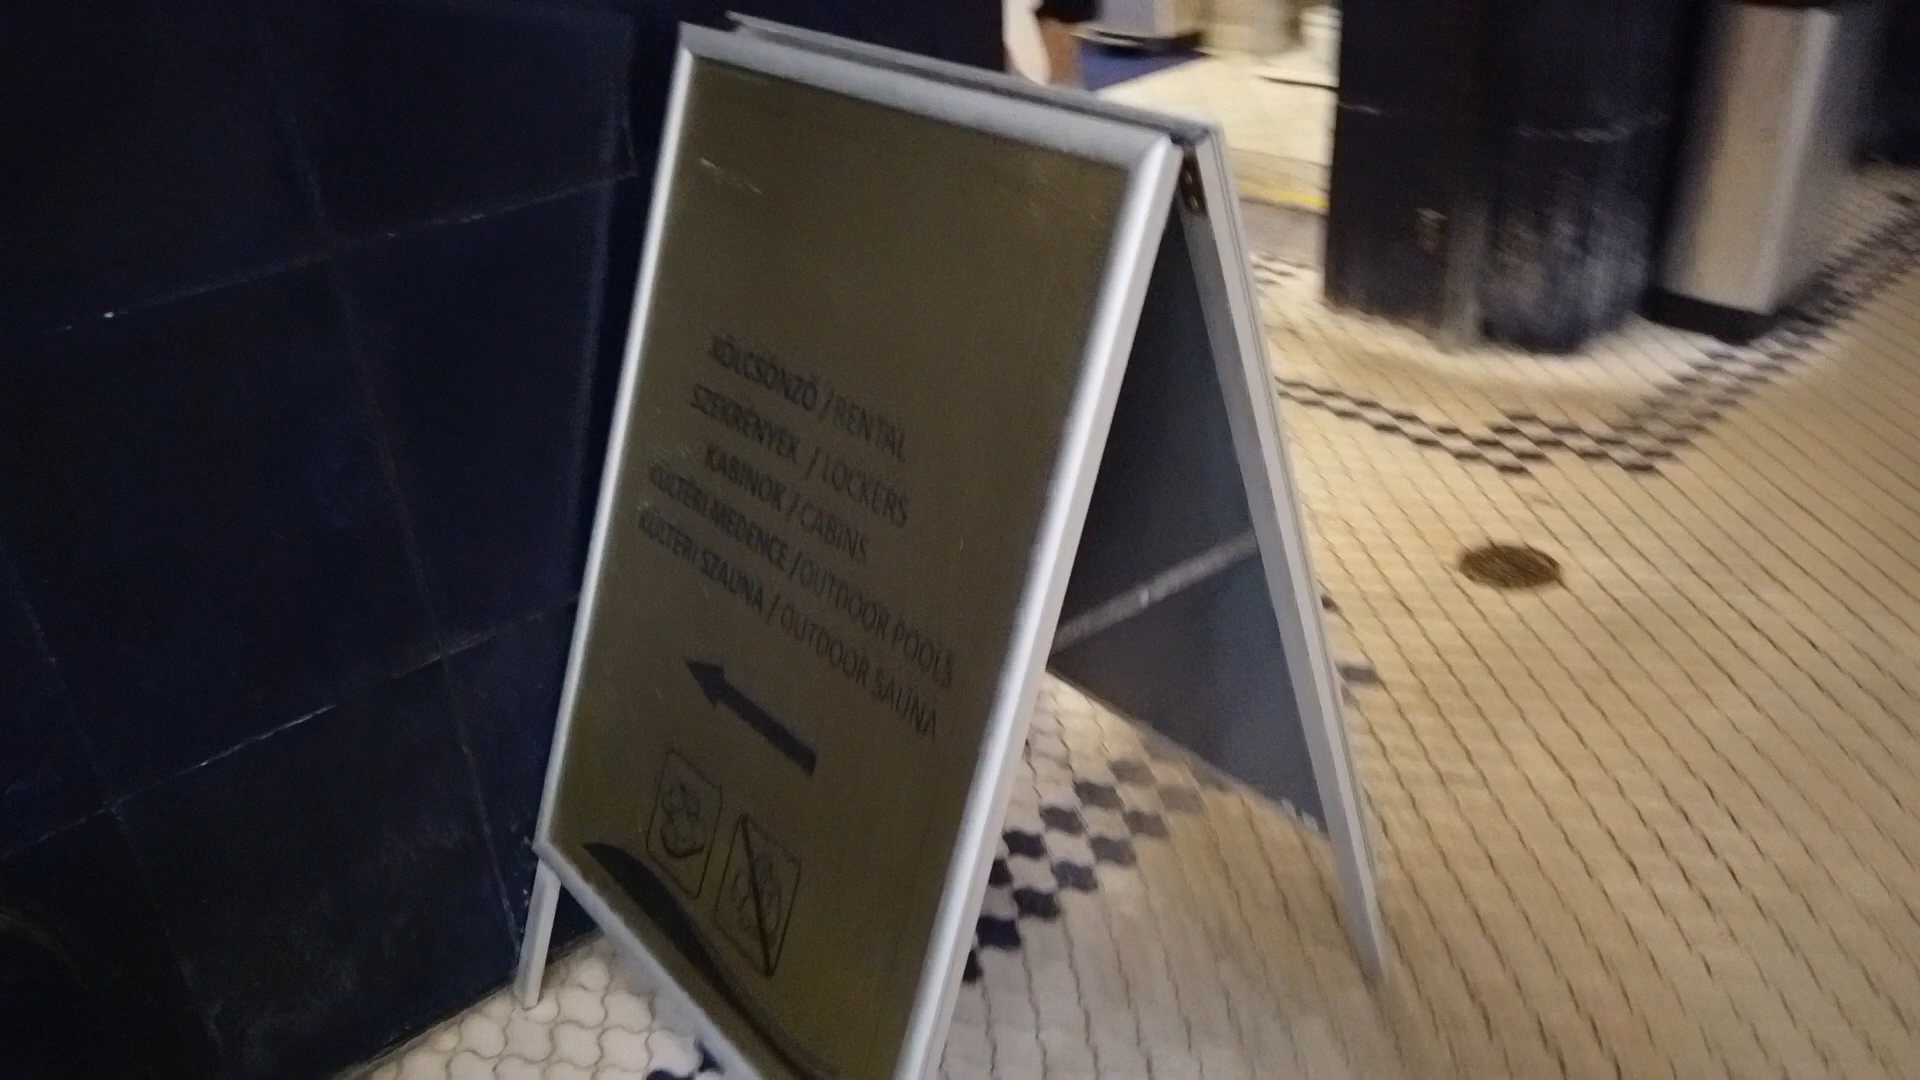 KÖLCSÖNZŐ / RENTAL
SZEKRÉNYEK / LOCKERS
KABINOK / CABINS
KÜLTÉRI MEDENCE / OUTDOOR POOLS
KÜLTÉRI SZAUNA / OUTDOOR SAUNA